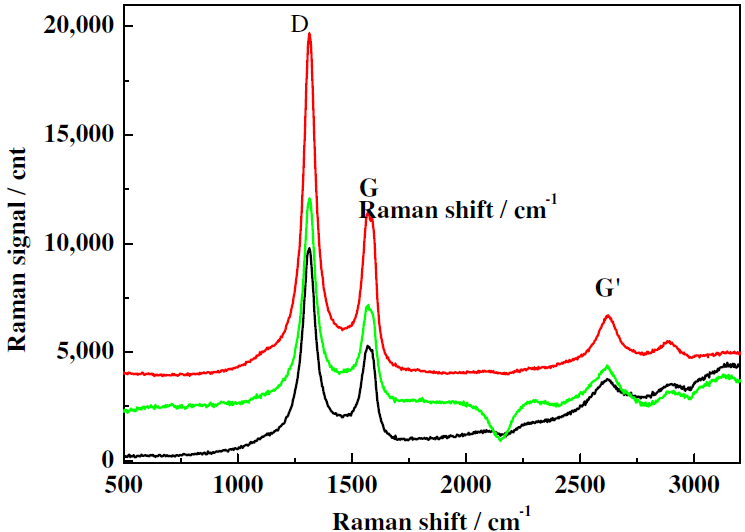 D
20,000
15,000
G
Raman shift / cm-1
10,000
G'
5,000
0
Raman signal / cnt
500 1000 1500 2000 2500 3000
Raman shift / cm-1